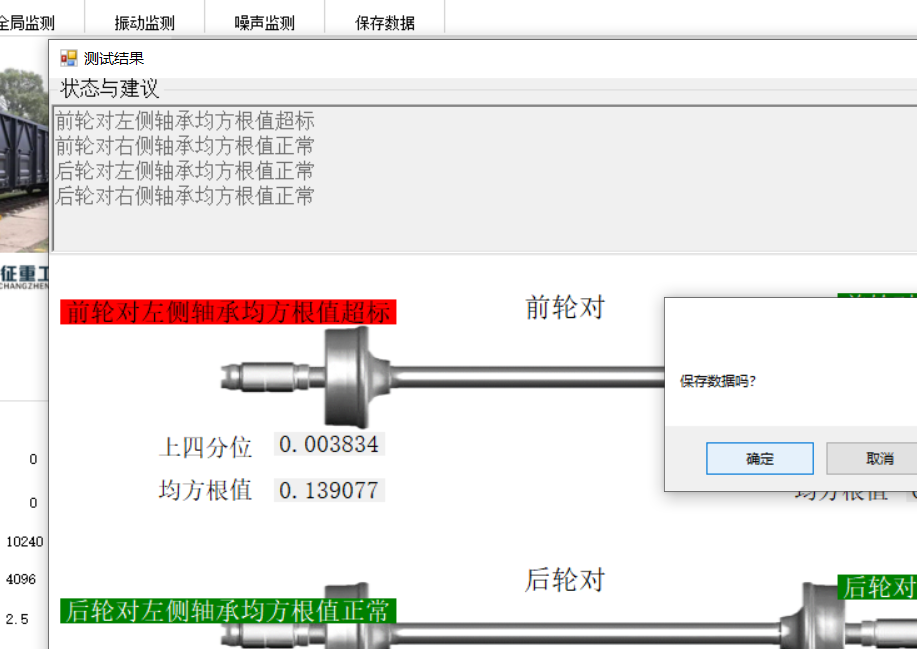 全局监测 振动监测 噪声监测 保存数据
测试结果
状态与建议
前轮对左侧轴承均方根值超标
前轮对右侧轴承均方根值正常
后轮对左侧轴承均方根值正常
后轮对右侧轴承均方根值正常
征重工
CHANGZHEN
前轮对左侧轴承均方根值超标
前轮对
保存数据吗?
确定 取消
上四分位 0.003834
均方根值 0.139077
均方根值
0
0
10240
4096
2.5
后轮对
后轮对左侧轴承均方根值正常
后轮对